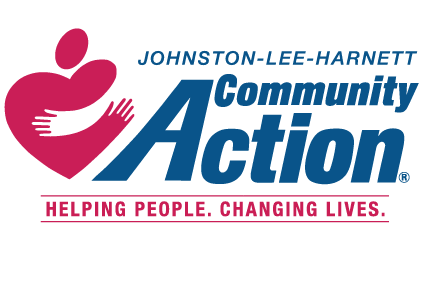 JOHNSTON-LEE-HARNETT
Community
Action®
HELPING PEOPLE. CHANGING LIVES.